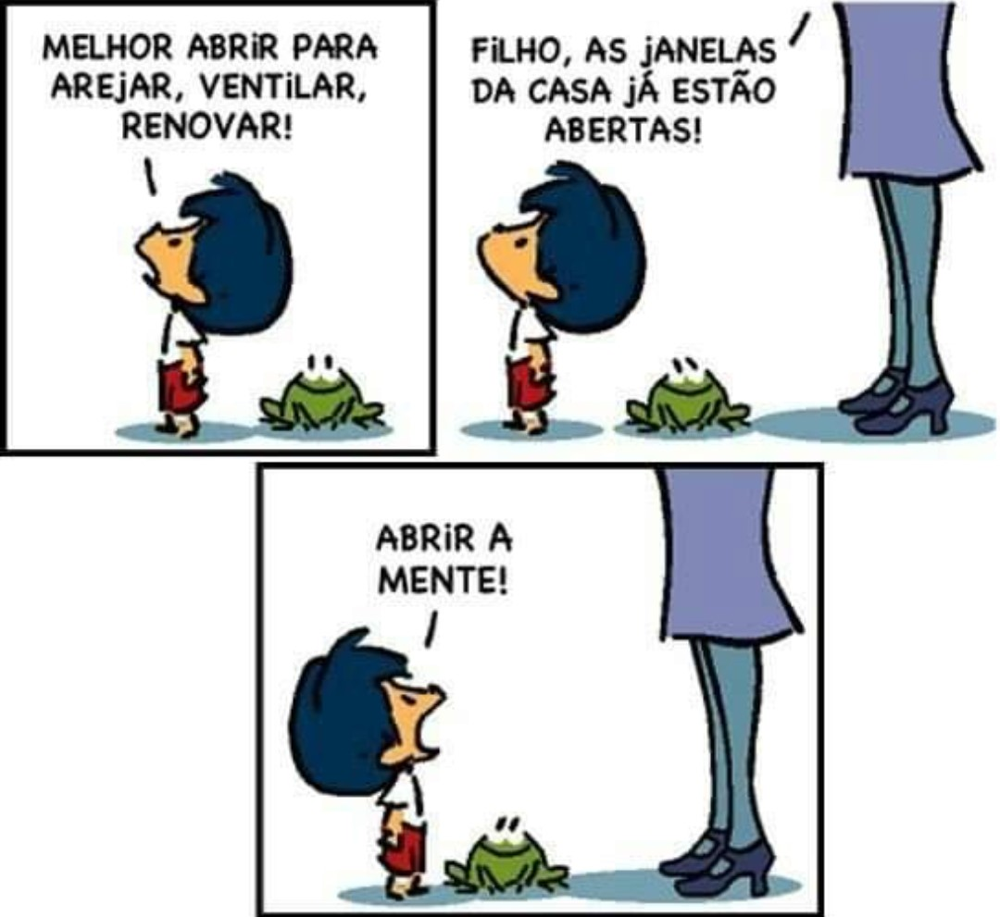 MELHOR ABRiR PARA
AREjAR, VENTiLAR,
RENOVAR!
FiLHO, AS jANELAS
DA CASA jÁ ESTÃO
ABERTAS!
ABRiR A
MENTE!